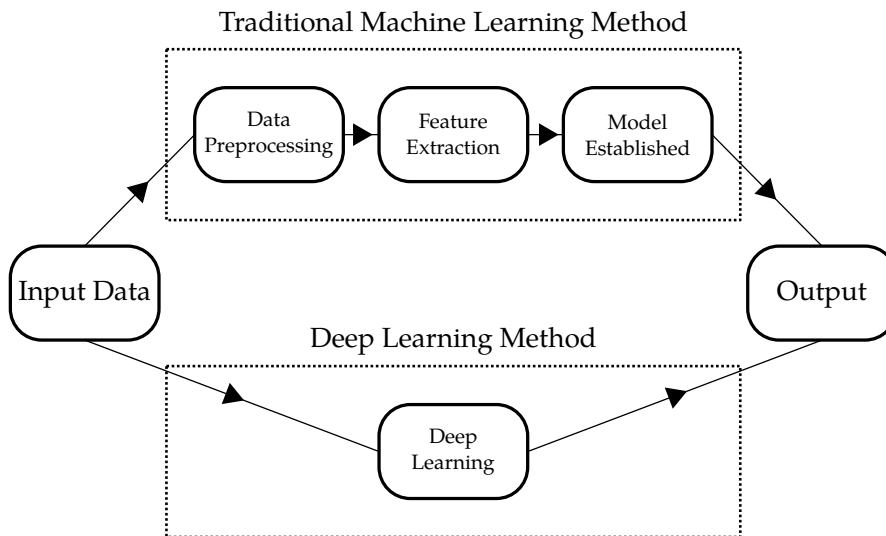 Traditional Machine Learning Method
Data
Preprocessing
Feature
Extraction
Model
Established
Input Data
Output
Deep Learning Method
Deep
Learning